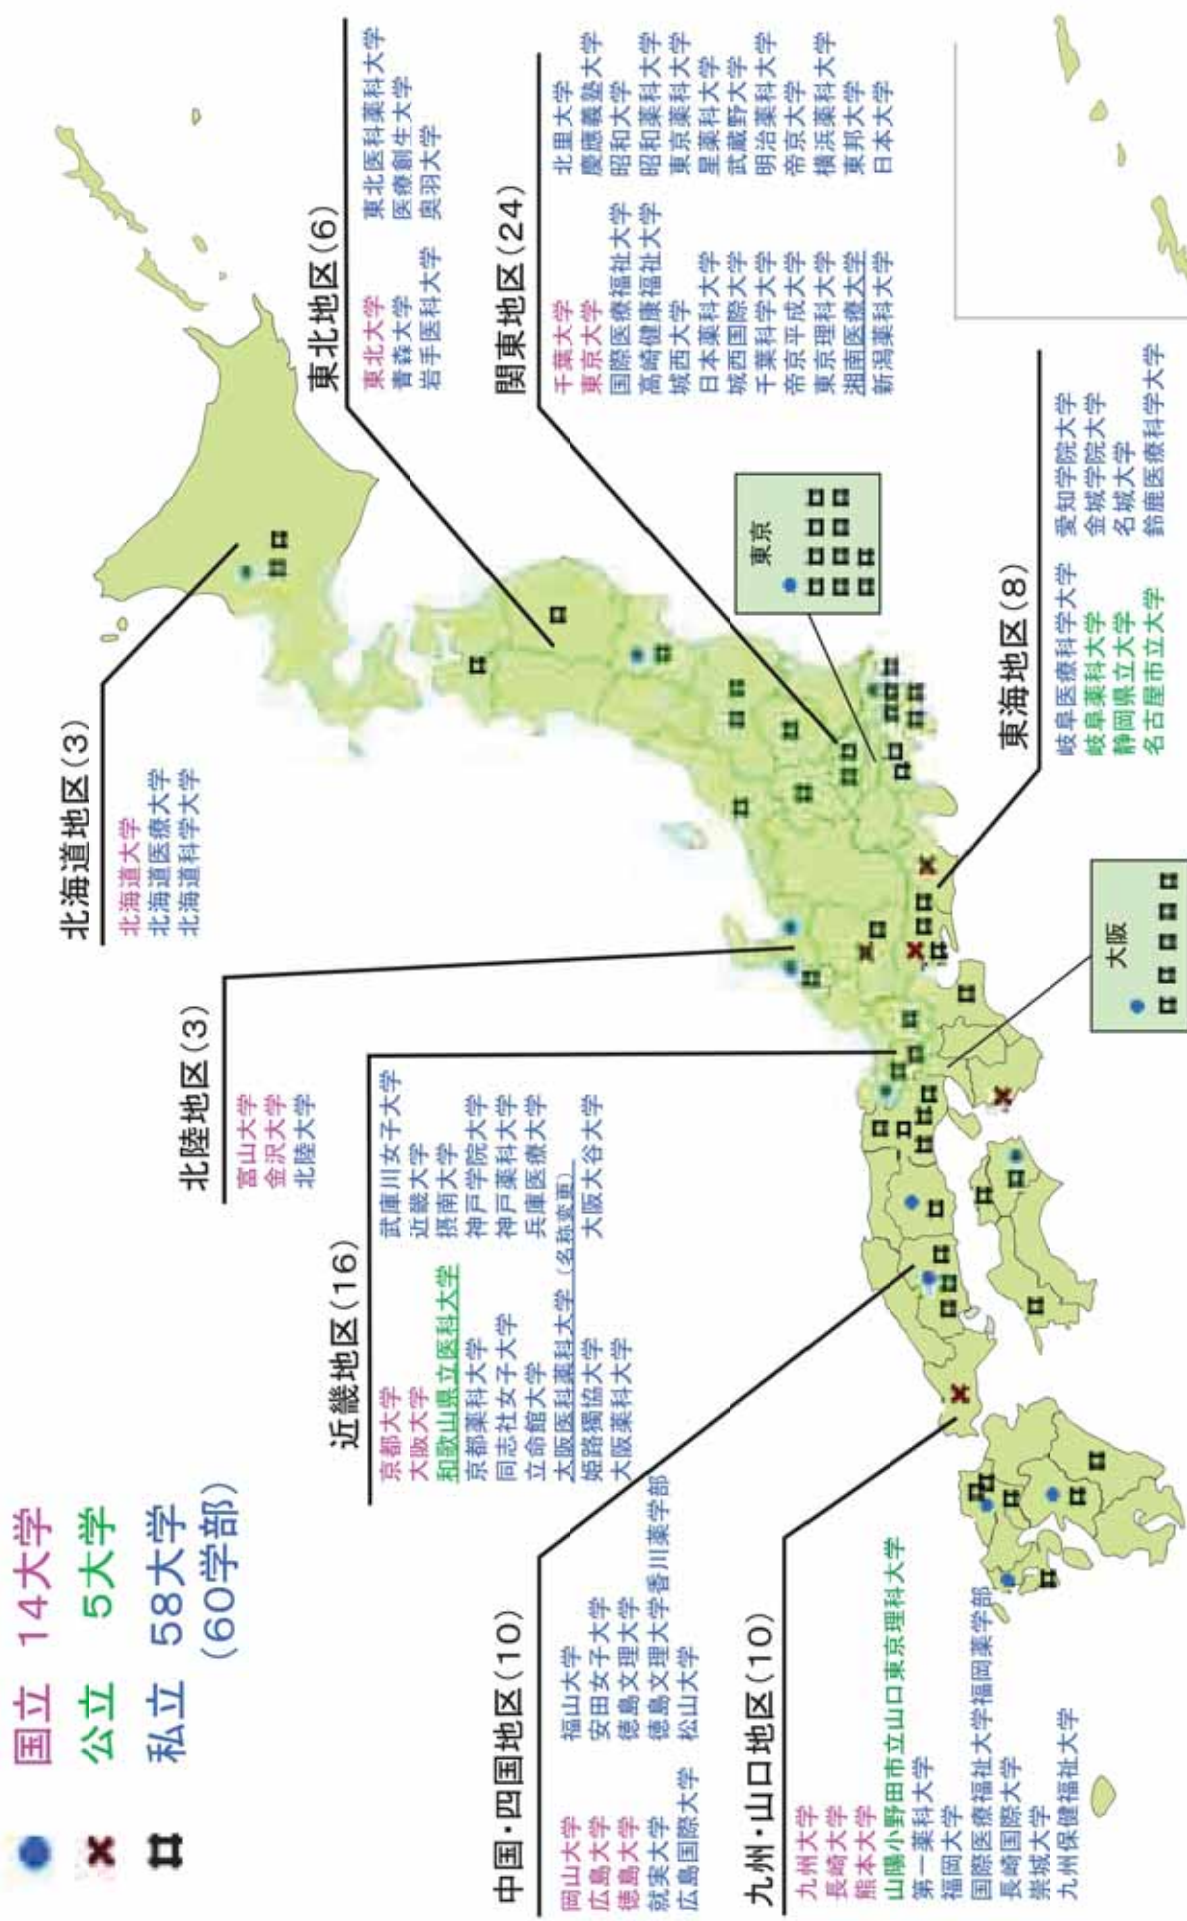 国立 14大学
公立 5大学
私立 58大学
(60学部)
北海道地区(3)
北海道大学
北海道医療大学
北海道科学大学
東北地区(6)
東北大学
青森大学
岩手医科大学
東北医科薬科大学
医療創生大学
奥羽大学
関東地区(24)
千葉大学
東京大学
国際医療福祉大学
高崎健康福祉大学
城西大学
日本薬科大学
城西国際大学
千葉科学大学
帝京平成大学
東京理科大学
湘南医療大学
新潟薬科大学
北里大学
慶應義塾大学
昭和大学
昭和薬科大学
東京薬科大学
星薬科大学
武蔵野大学
明治薬科大学
帝京大学
横浜薬科大学
東邦大学
日本大学
東京
東海地区(8)
岐阜医療科学大学
岐阜薬科大学
静岡県立大学
名古屋市立大学
愛知学院大学
金城学院大学
名城大学
鈴鹿医療科学大学
北陸地区(3)
富山大学
金沢大学
北陸大学
近畿地区(16)
京都大学
大阪大学
和歌山県立医科大学
京都薬科大学
同志社女子大学
立命館大学
大阪医科薬科大学(名称変更)
姫路獨協大学
大阪薬科大学
武庫川女子大学
近畿大学
摂南大学
神戸学院大学
神戸薬科大学
兵庫医療大学
大阪大谷大学
大阪
中国・四国地区(10)
岡山大学
広島大学
徳島大学
就実大学
広島国際大学
福山大学
安田女子大学
徳島文理大学
徳島文理大学香川薬学部
松山大学
九州・山口地区(10)
九州大学
長崎大学
熊本大学
山陽小野田市立山口東京理科大学
第一薬科大学
福岡大学
国際医療福祉大学福岡薬学部
長崎国際大学
崇城大学
九州保健福祉大学